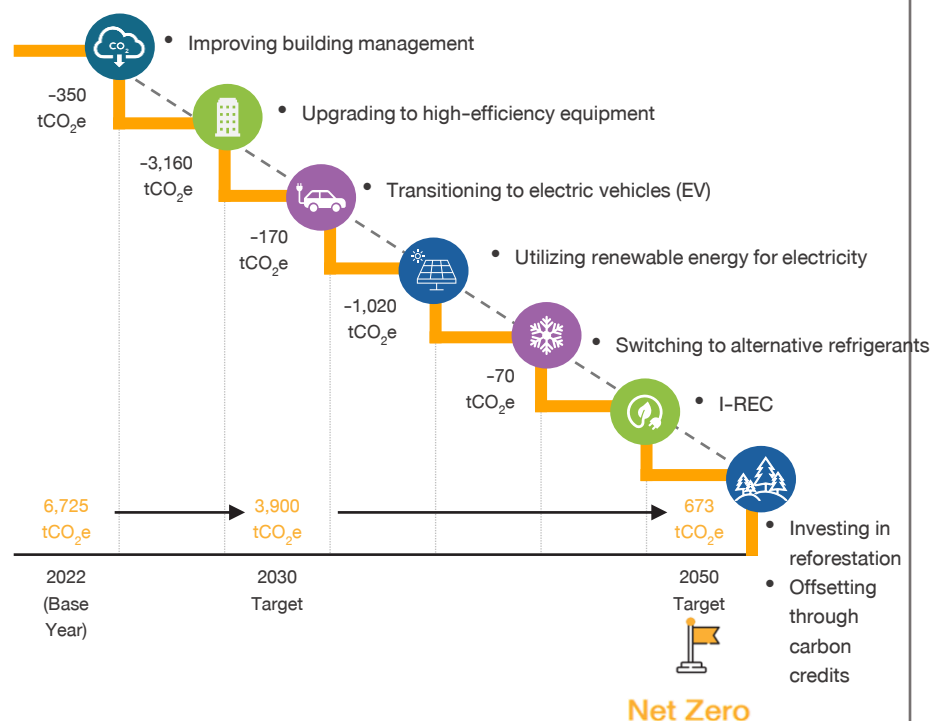 CO2
• Improving building management
-350
tCO2e
• Upgrading to high-efficiency equipment
-3,160
tCO2e
• Transitioning to electric vehicles (EV)
-170
tCO2e
• Utilizing renewable energy for electricity
-1,020
tCO2e
• Switching to alternative refrigerants
-70
tCO2e
• I-REC
6,725
tCO2e
3,900
tCO2e
673
tCO2e
• Investing in
reforestation
• Offsetting
through
carbon
credits
2022
(Base
Year)
2030
Target
2050
Target
Net Zero